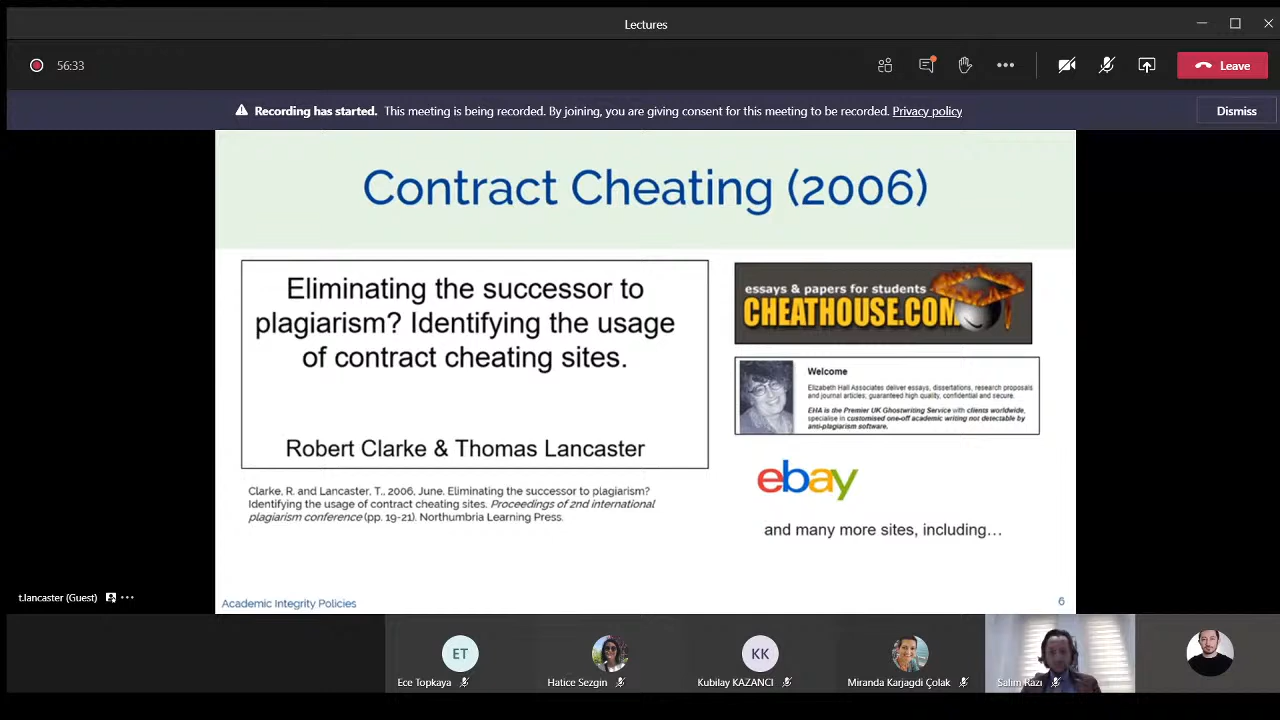 Lectures
56:33
Leave
Recording has started. This meeting is being recorded. By joining, you are giving consent for this meeting to be recorded. Privacy policy
Dismiss
Contract Cheating (2006)
Eliminating the successor to
plagiarism? Identifying the usage
of contract cheating sites.
Robert Clarke & Thomas Lancaster
Clarke, R. and Lancaster, T., 2006, June. Eliminating the successor to plagiarism?
Identifying the usage of contract cheating sites. Proceedings of 2nd international
plagiarism conference (pp. 19-21). Northumbria Learning Press.
essays & papers for students
CHEATHOUSE.COM
Welcome
Elizabeth Hall Associates deliver essays, dissertations, research proposals
and journal articles; guaranteed high quality, confidential and secure.
EHA is the Premier UK Ghostwriting Service with clients worldwide,
specialise in customised one-off academic writing not detectable by
anti-plagiarism software.
ebay
and many more sites, including...
t.lancaster (Guest)
Academic Integrity Policies
6
ET
KK
Ece Topkaya
Hatice Sezgin
Kubilay KAZANCI
Miranda Karjagdi Çolak
Salim Razı